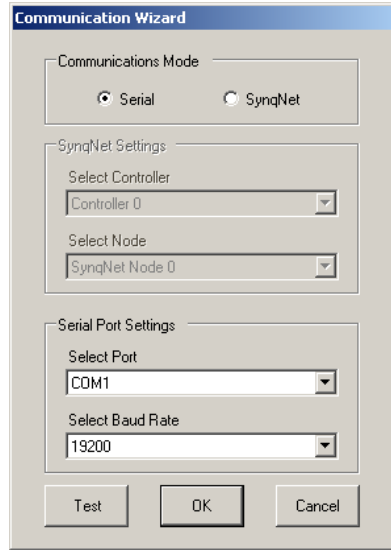 Communication Wizard
Communications Mode
Serial SynqNet
SynqNet Settings
Select Controller
Controller 0
Select Node
SynqNet Node 0
Serial Port Settings
Select Port
COM1
Select Baud Rate
19200
Test OK Cancel